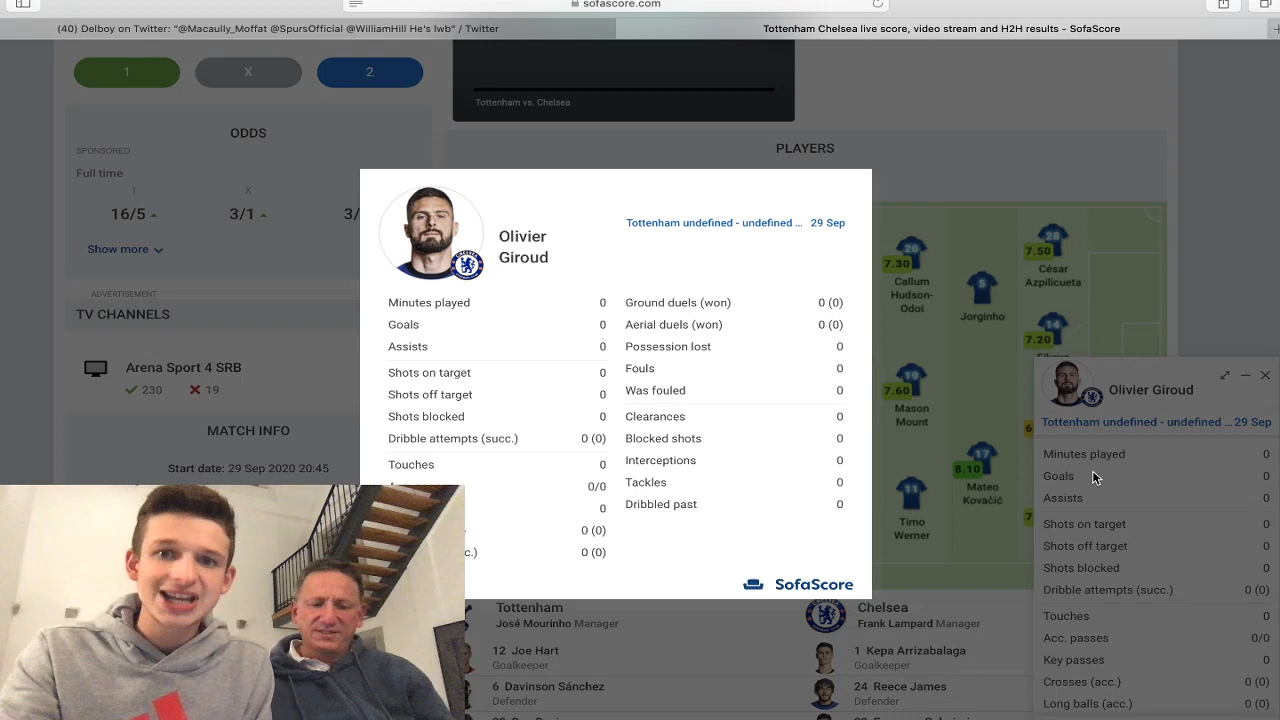 sofascore.com
(40) Delboy on Twitter: "@Macaully_Moffat @SpursOfficial @WilliamHill He's lwb" / Twitter
Tottenham Chelsea live score, video stream and H2H results - SofaScore
1
X
2
Tottenham vs. Chelsea
ODDS
SPONSORED
Full time
1
X
16/5
3/1
3/
Show more
ADVERTISEMENT
TV CHANNELS
Arena Sport 4 SRB
230
19
MATCH INFO
Start date: 29 Sep 2020 20:45
PLAYERS
Olivier
Giroud
Tottenham undefined - undefined ... 29 Sep
Minutes played 0
Goals 0
Assists 0
Shots on target 0
Shots off target 0
Shots blocked 0
Dribble attempts (succ.) 0 (0)
Touches 0
0/0
0
0 (0)
c.) 0 (0)
Ground duels (won) 0 (0)
Aerial duels (won) 0 (0)
Possession lost 0
Fouls 0
Was fouled 0
Clearances 0
Blocked shots 0
Interceptions 0
Tackles 0
Dribbled past 0
SofaScore
20
7.30
Callum
Hudson-
Odoi
5
Jorginho
28
7.50
César
Azpilicueta
14
7.20
19
7.60
Mason
Mount
17
8.10
Mateo
Kovačić
11
Timo
Werner
6
7
Olivier Giroud
Tottenham undefined - undefined ... 29 Sep
Minutes played 0
Goals 0
Assists 0
Shots on target 0
Shots off target 0
Shots blocked 0
Dribble attempts (succ.) 0 (0)
Touches 0
Acc. passes 0/0
Key passes 0
Crosses (acc.) 0 (0)
Long balls (acc.) 0 (0)
Tottenham
José Mourinho Manager
12 Joe Hart
Goalkeeper
6 Davinson Sánchez
Defender
Chelsea
Frank Lampard Manager
1 Kepa Arrizabalaga
Goalkeeper
24 Reece James
Defender